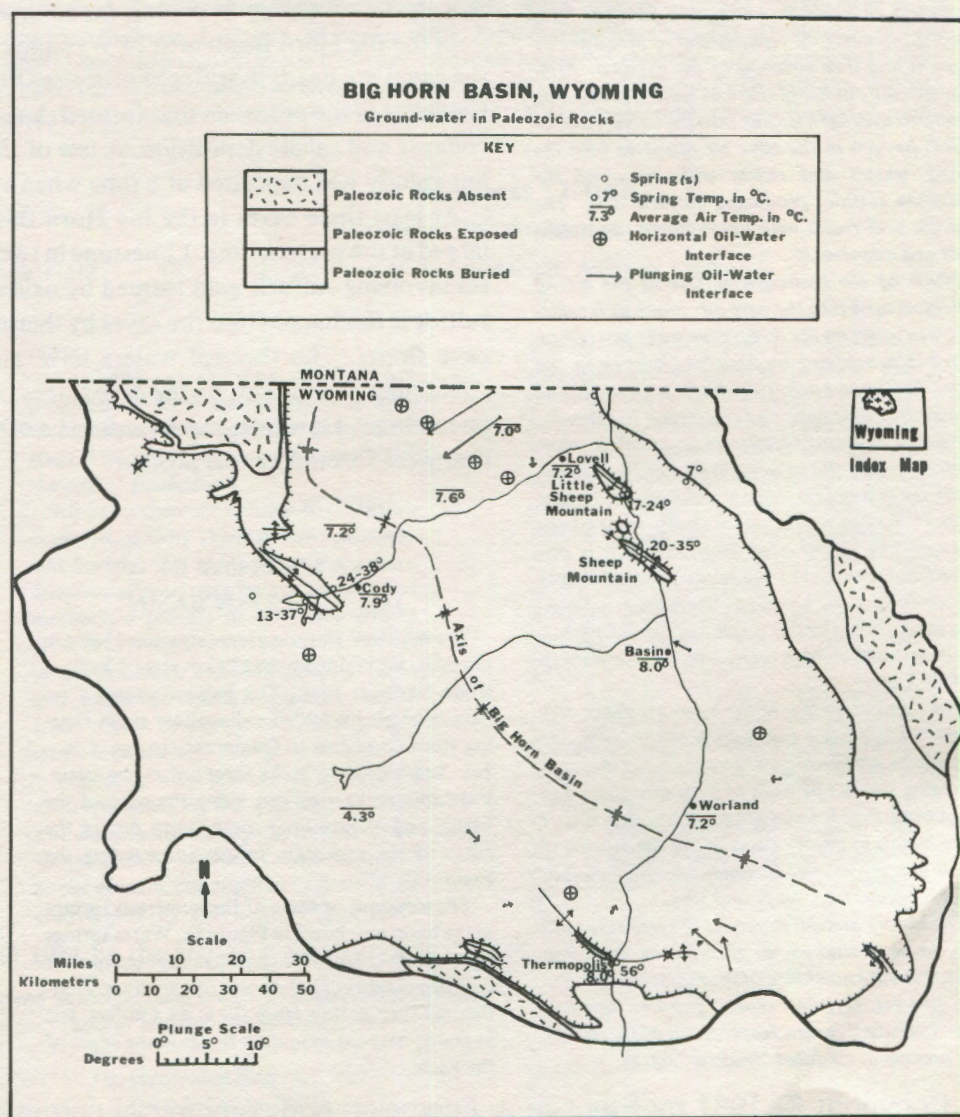 BIG HORN BASIN, WYOMING
Ground-water in Paleozoic Rocks
KEY
Paleozoic Rocks Absent
Paleozoic Rocks Exposed
Paleozoic Rocks Buried
Spring(s)
7° Spring Temp. in °C.
7.3° Average Air Temp. in °C.
Horizontal Oil-Water
Interface
Plunging Oil-Water
Interface
MONTANA
WYOMING
Wyoming
Index Map
7.0°
Lovell
7.2°
7.6°
Little
Sheep
Mountain
7°
17-24°
7.2°
20-35°
Sheep
Mountain
24-38°
Cody
7.9°
13-37°
Axis of Big Horn Basin
Basin
8.0°
4.3°
Worland
7.2°
N
Scale
Miles 0 10 20 30
Kilometers 0 10 20 30 40 50
Thermopolis
56°
8.0°
Plunge Scale
Degrees 0° 5° 10°